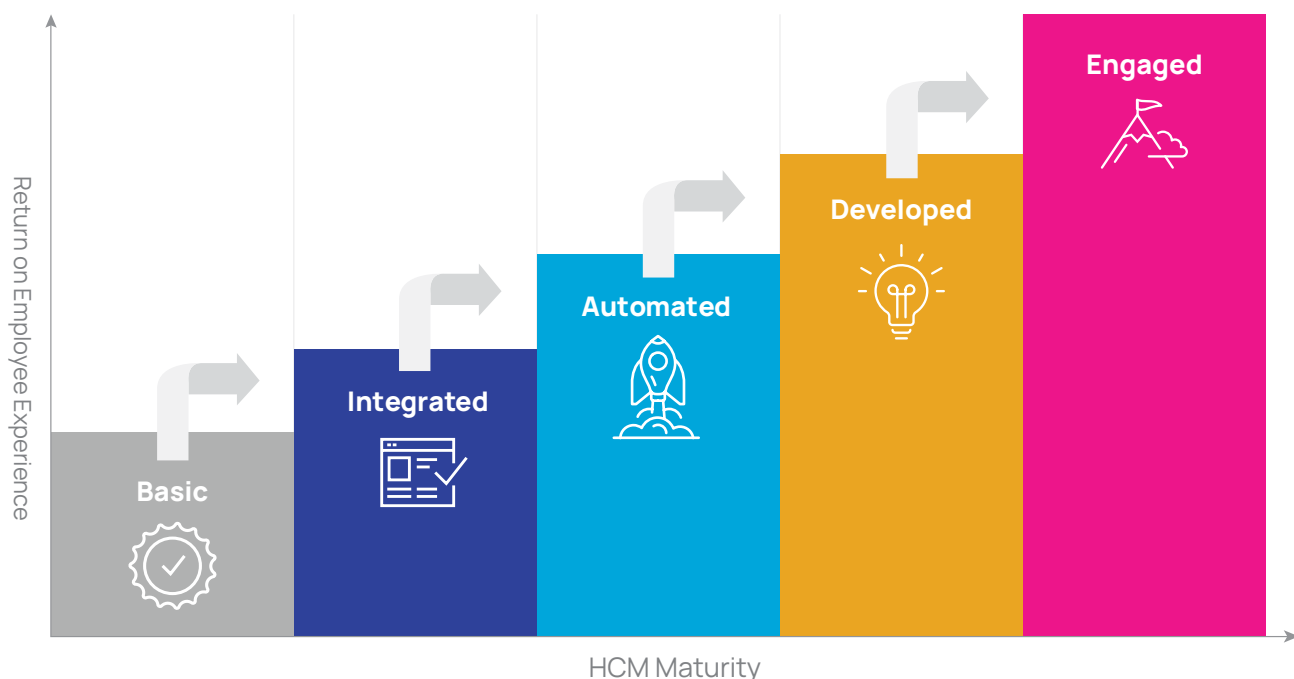 Return on Employee Experience
Basic
Integrated
Automated
Developed
Engaged
HCM Maturity